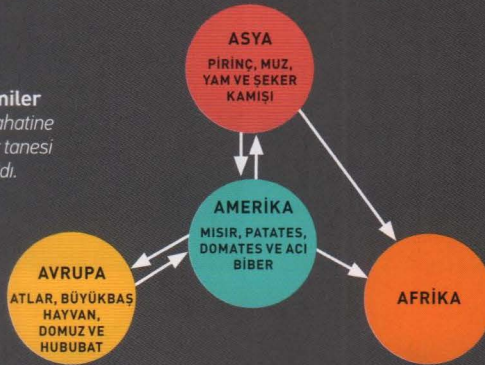 ASYA
PİRİNÇ, MUZ,
YAM VE ŞEKER
KAMIŞI
AMERİKA
MISIR, PATATES,
DOMATES VE ACI
BİBER
AVRUPA
ATLAR, BÜYÜKBAŞ
HAYVAN,
DOMUZ VE
HUBUBAT
AFRİKA
tanesi